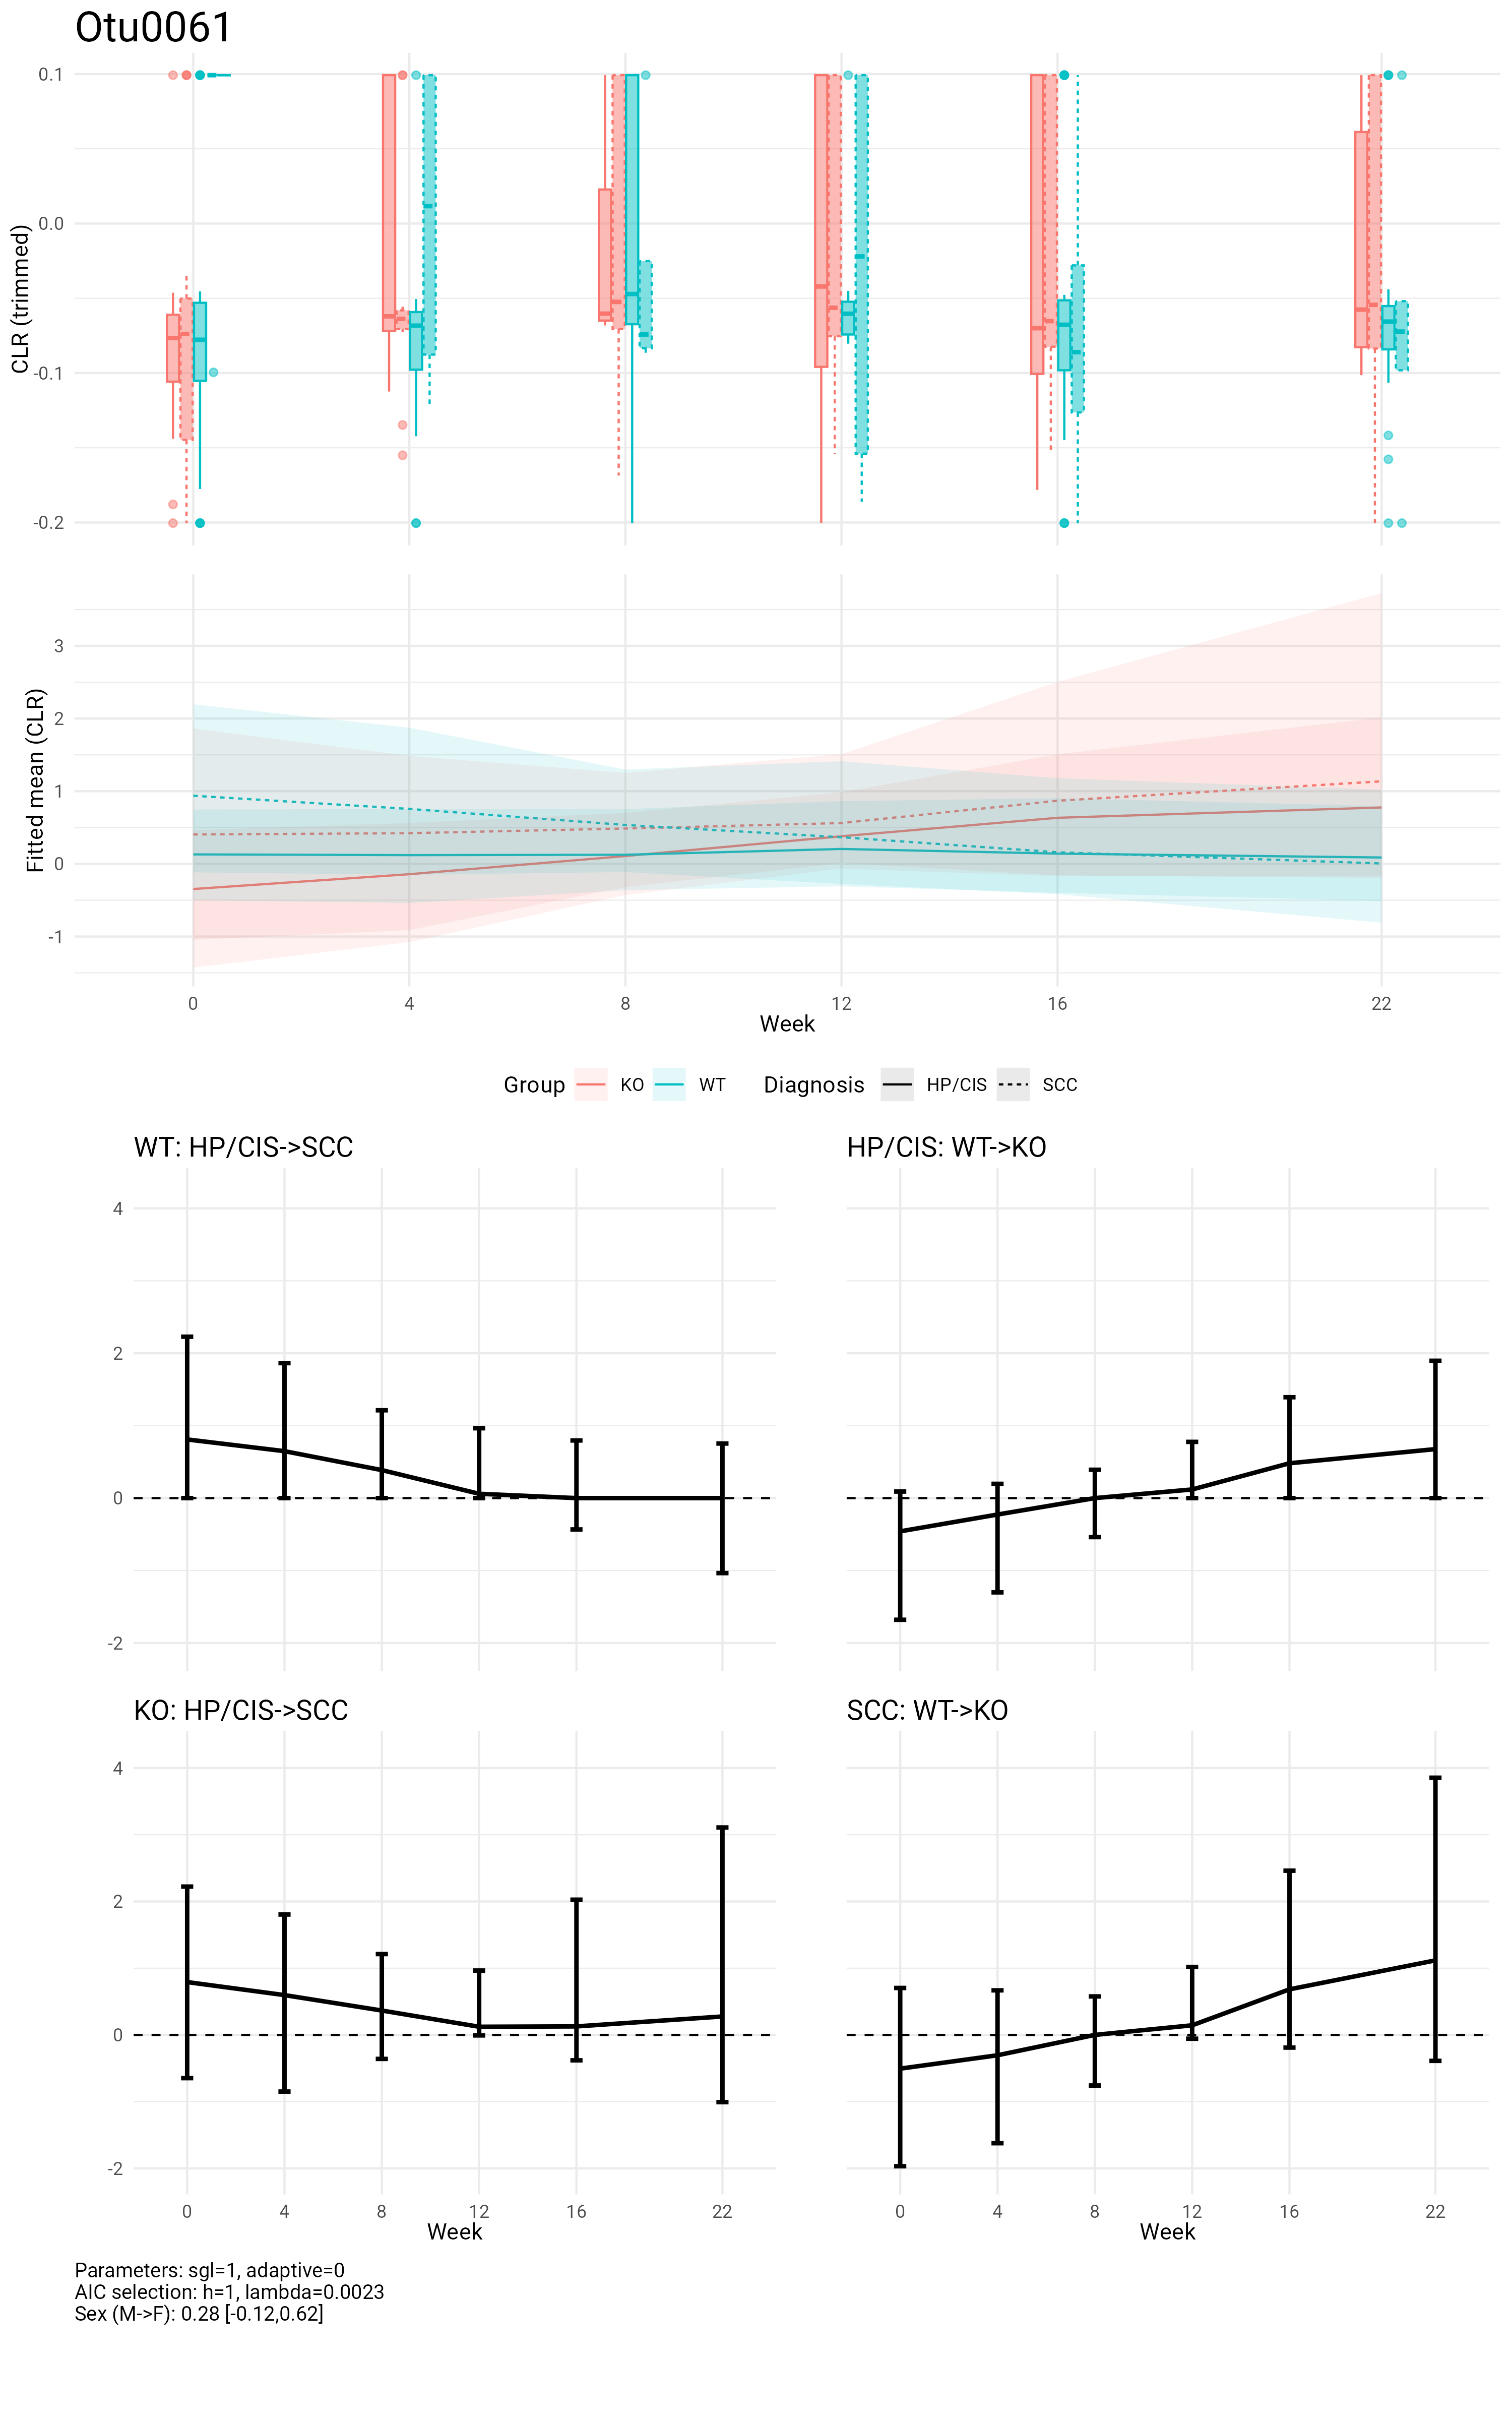 Otu0061
CLR (trimmed)
0.1
0.0
-0.1
-0.2
Fitted mean (CLR)
3
2
1
0
-1
0 4 8 12 16 22
Week
Group KO WT Diagnosis HP/CIS SCC
WT: HP/CIS->SCC
4
2
0
-2
HP/CIS: WT->KO
KO: HP/CIS->SCC
4
2
0
-2
0 4 8 12 16 22
Week
SCC: WT->KO
0 4 8 12 16 22
Week
Parameters: sgl=1, adaptive=0
AIC selection: h=1, lambda=0.0023
Sex (M->F): 0.28 [-0.12,0.62]